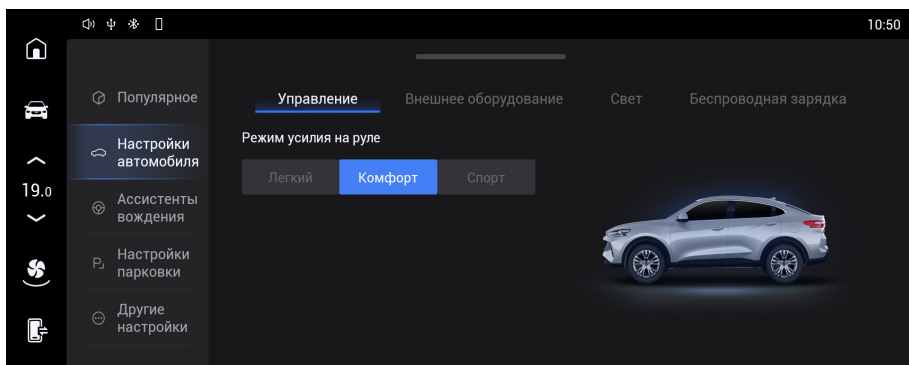 10:50
Популярное
Управление
Внешнее оборудование
Свет
Беспроводная зарядка
Настройки
автомобиля
Режим усилия на руле
Легкий
Комфорт
Спорт
19.0
Ассистенты
вождения
Настройки
парковки
Другие
настройки